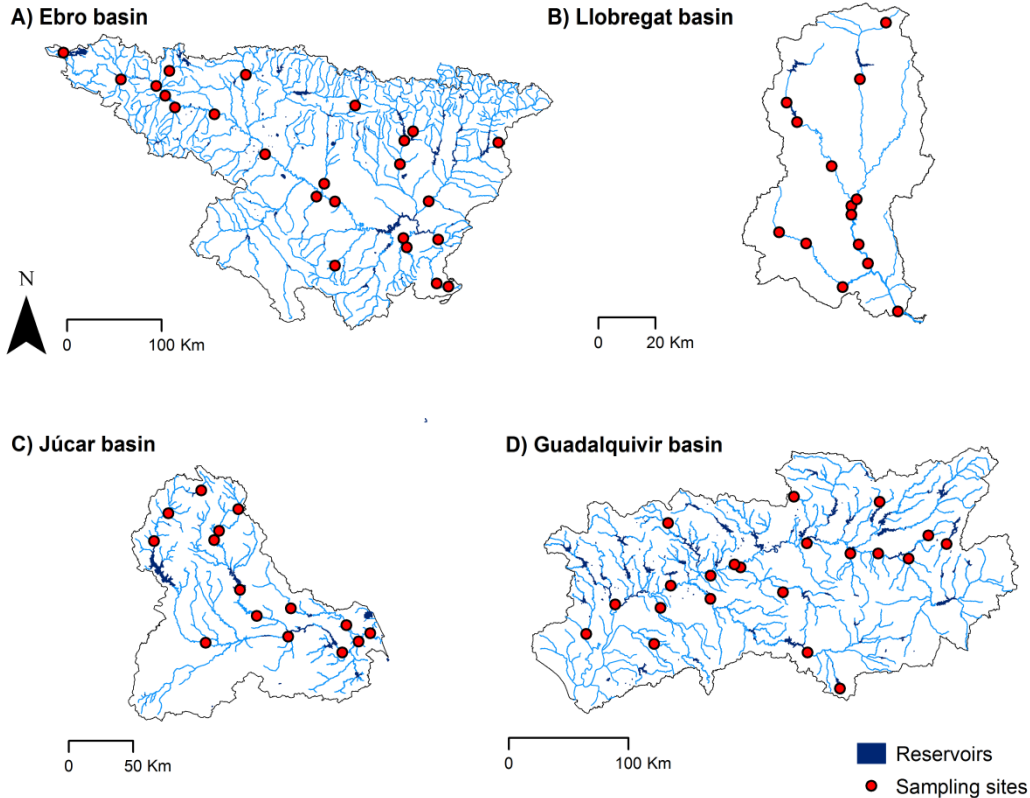 A) Ebro basin
B) Llobregat basin
N
0 100 Km
0 20 Km
C) Júcar basin
D) Guadalquivir basin
0 50 Km
0 100 Km
Reservoirs
Sampling sites